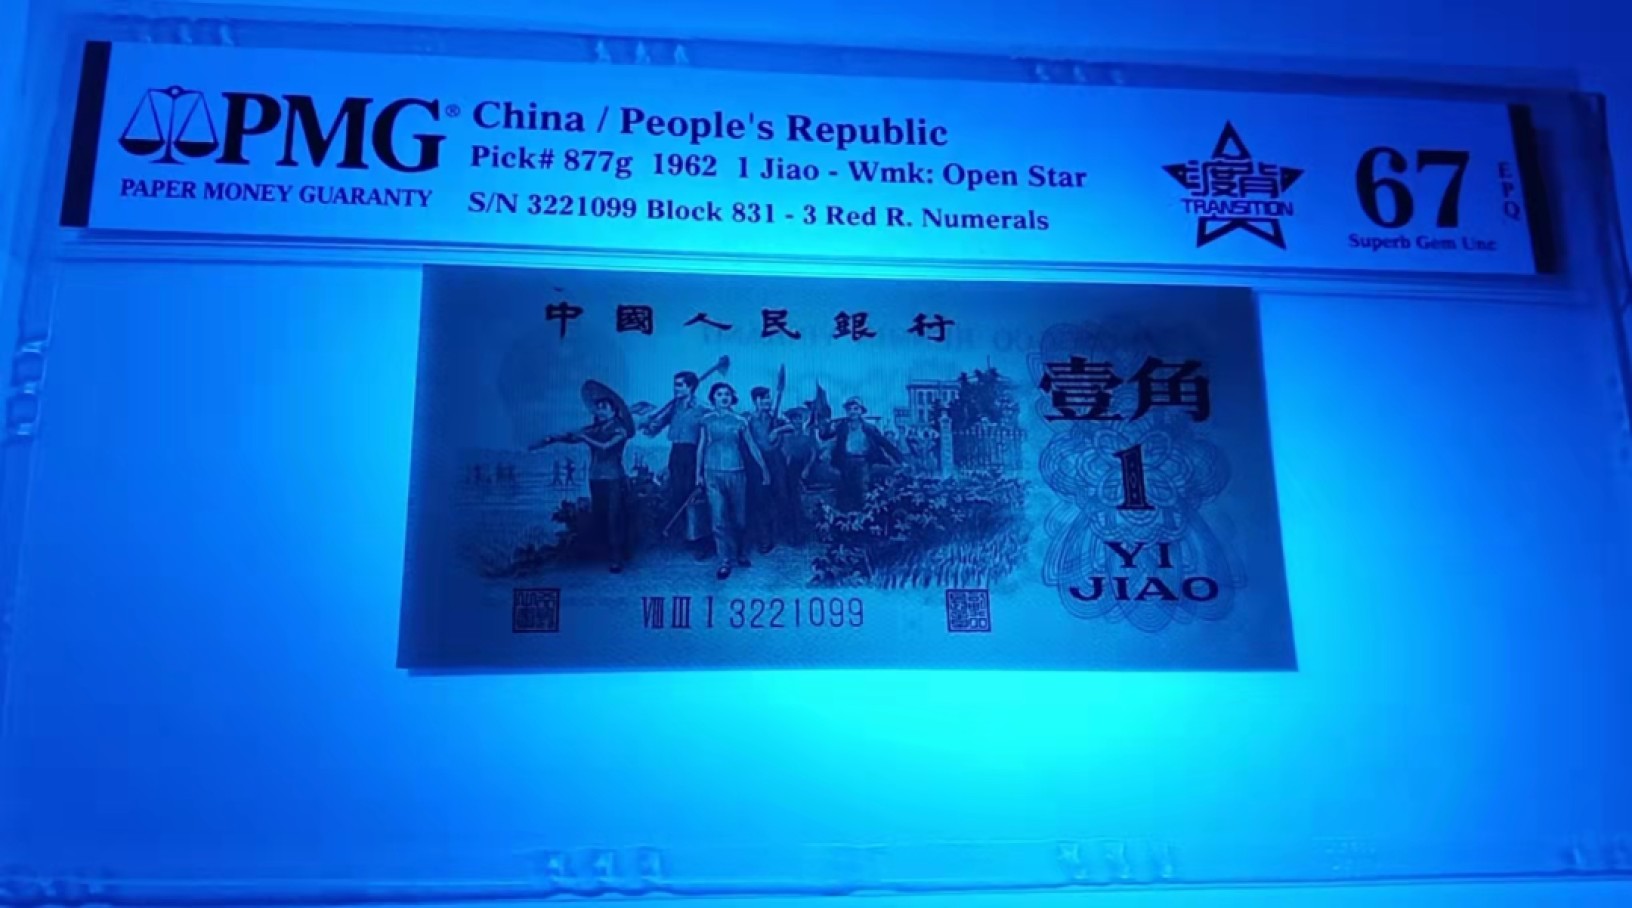 PMG® China / People's Republic
Pick# 877g 1962 1 Jiao - Wmk: Open Star
PAPER MONEY GUARANTY
S/N 3221099 Block 831 - 3 Red R. Numerals
渡背
TRANSITION
67
EPQ
Superb Gem Unc
中國人民銀行
壹角
1
YI
JIAO
VIII III I 3221099